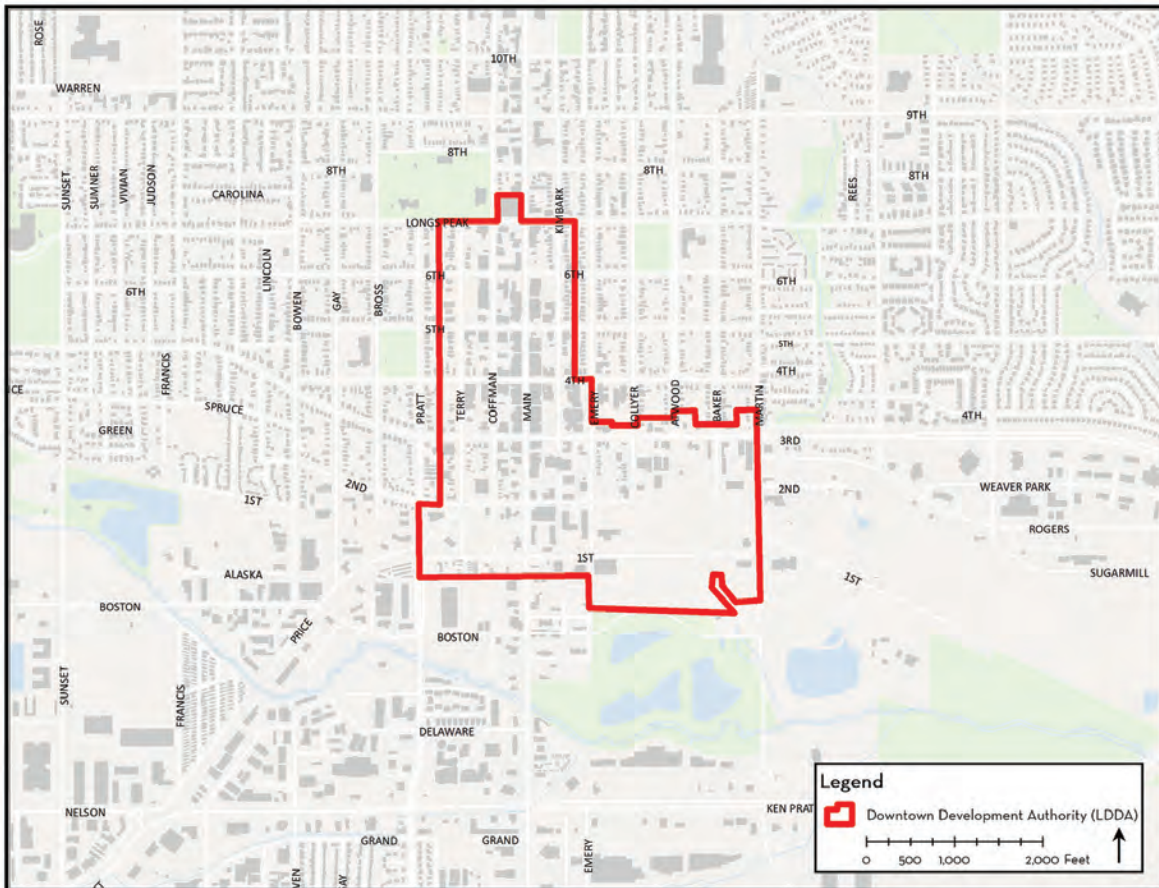 ROSE
10TH
WARREN
9TH
8TH
8TH
8TH
8TH
SUNSET
SUMNER
VIVIAN
JUDSON
CAROLINA
REES
KIMBARK
LONGS PEAK
LINCOLN
6TH
6TH
6TH
6TH
BOWEN
GAY
BROSS
5TH
5TH
FRANCIS
4TH
4TH
SPRUCE
PRATT
TERRY
COFFMAN
MAIN
EMERY
COLLYER
ATWOOD
BAKER
MARTIN
4TH
GREEN
3RD
2ND
2ND
WEAVER PARK
1ST
ROGERS
1ST
ALASKA
1ST
SUGARMILL
BOSTON
PRICE
BOSTON
SUNSET
FRANCIS
DELAWARE
NELSON
KEN PRAT
GRAND
GRAND
EMERY
Legend
Downtown Development Authority (LDDA)
0 500 1,000 2,000 Feet